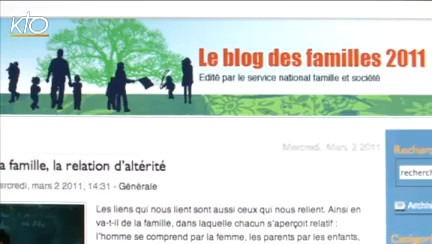 KTO
Le blog des familles 2011
Edité par le service national famille et société
Mercredi, Mars 2 2011
a famille, la relation d'altérité
ercredi, mars 2 2011, 14:31 - Générale
Les liens qui nous lient sont aussi ceux qui nous relient. Ainsi en
va-t-il de la famille, dans laquelle chacun s'aperçoit relatif :
l'homme se comprend par la femme, les parents par les enfants,
Recherc
recherc
Archive